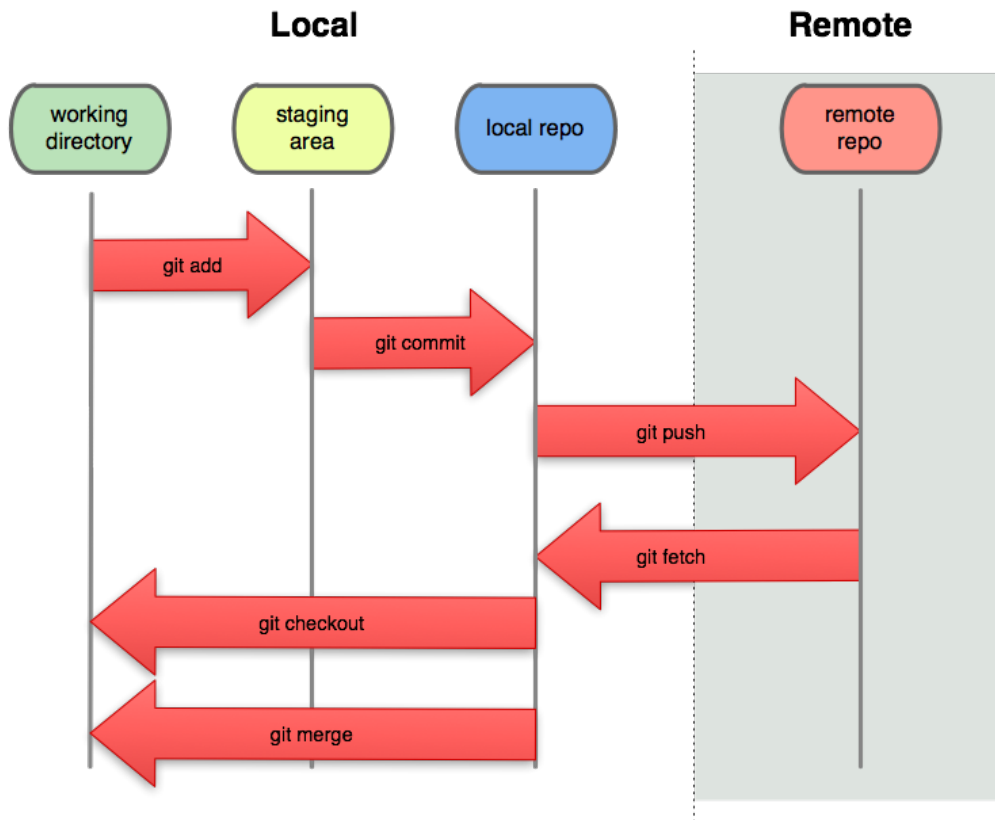 Local
Remote
working
directory
staging
area
local repo
remote
repo
git add
git commit
git push
git fetch
git checkout
git merge